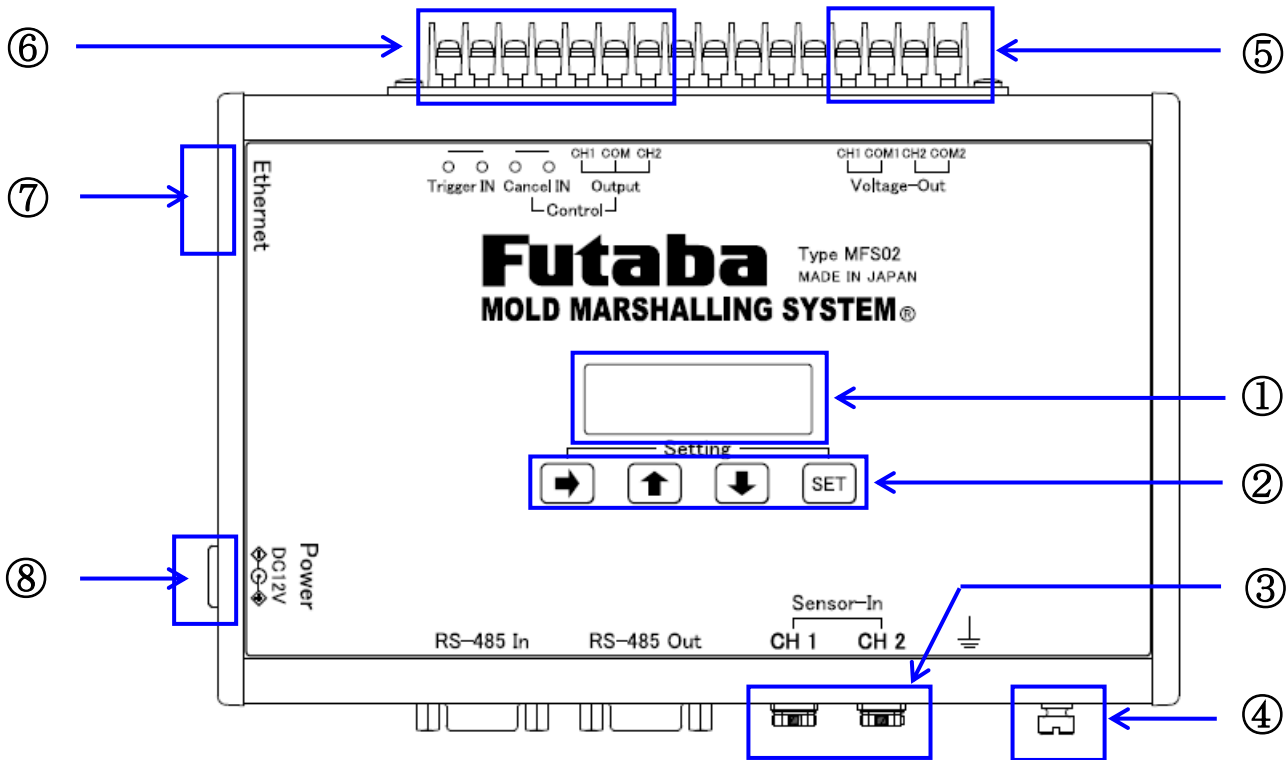 ⑥
⑤
⑦
Ethernet
CH1 COM CH2
Trigger IN Cancel IN Output
Control
CH1 COM1 CH2 COM2
Voltage-Out
Futaba
Type MFS02
MADE IN JAPAN
MOLD MARSHALLING SYSTEM®
①
Setting
SET
②
⑧
Power
DC12V
③
Sensor-In
RS-485 In RS-485 Out CH 1 CH 2
④